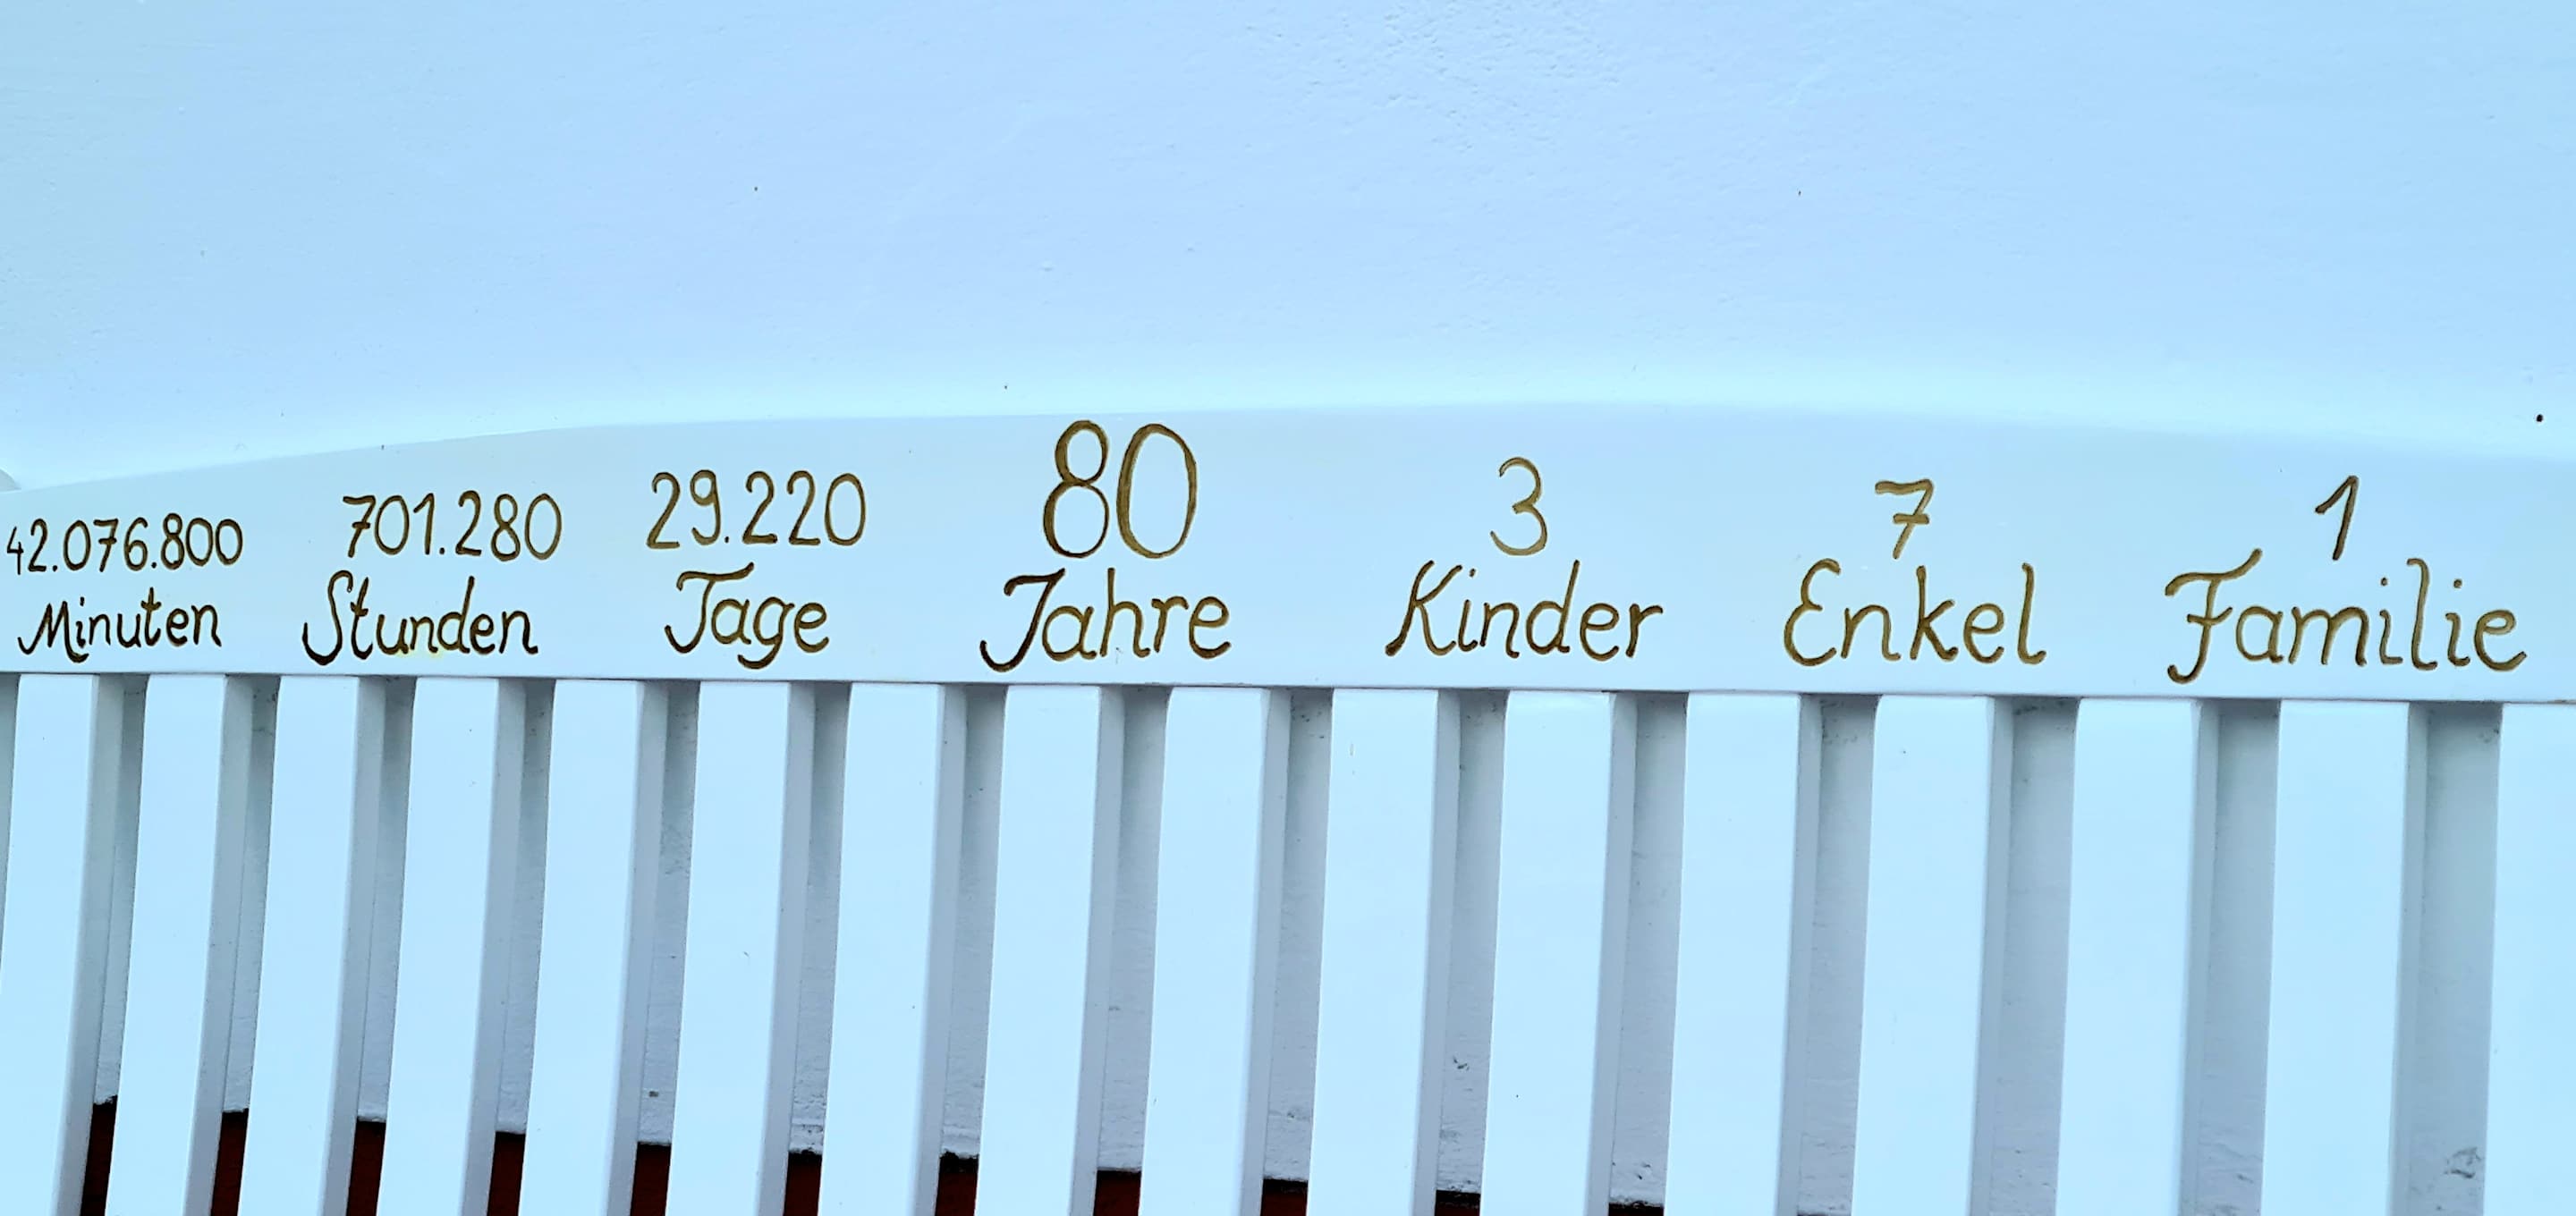 42.076.800 701.280 29.220 80 3 7 1
Minuten Stunden Tage Jahre Kinder Enkel Familie